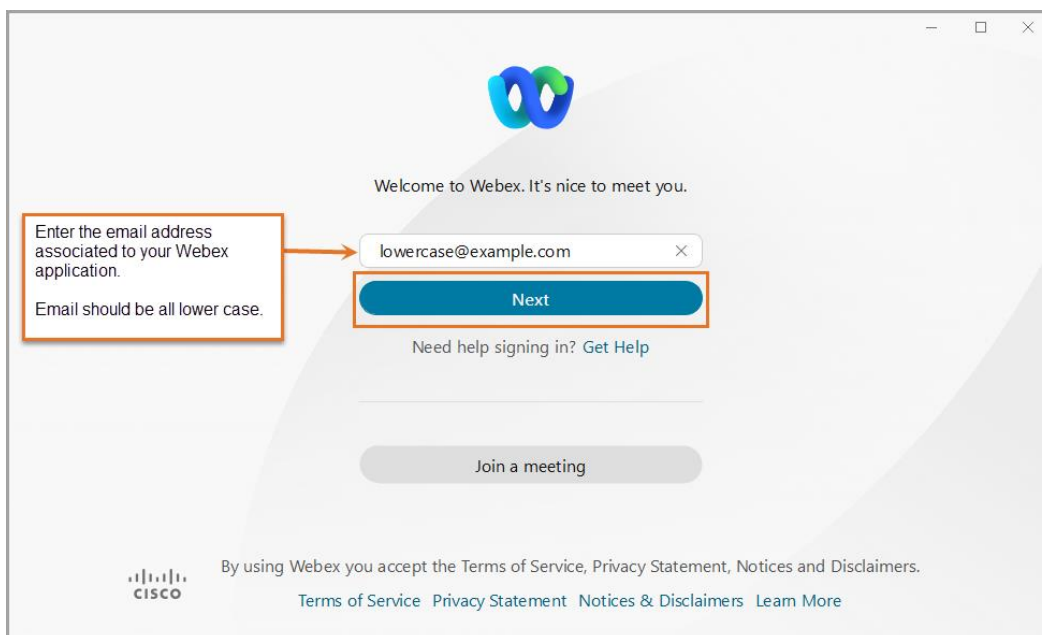 Welcome to Webex. It's nice to meet you.
Enter the email address
associated to your Webex
application.
Email should be all lower case.
lowercase@example.com
Next
Need help signing in? Get Help
Join a meeting
CISCO
By using Webex you accept the Terms of Service, Privacy Statement, Notices and Disclaimers.
Terms of Service Privacy Statement Notices & Disclaimers Learn More